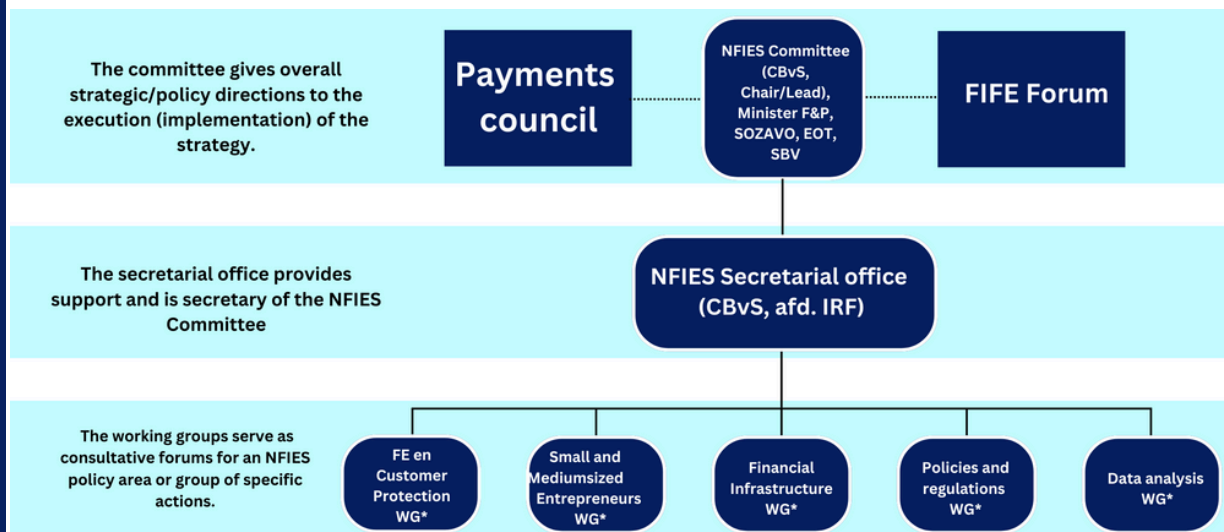 The committee gives overall
strategic/policy directions to the
execution (implementation) of the
strategy.
Payments
council
NFIES Committee
(CBvS,
Chair/Lead),
Minister F&P,
SOZAVO, EOT,
SBV
FIFE Forum
The secretarial office provides
support and is secretary of the NFIES
Committee
NFIES Secretarial office
(CBvS, afd. IRF)
The working groups serve as
consultative forums for an NFIES
policy area or group of specific
actions.
FE en
Customer
Protection
WG*
Small and
Mediumsized
Entrepreneurs
WG*
Financial
Infrastructure
WG*
Policies and
regulations
WG*
Data analysis
WG*